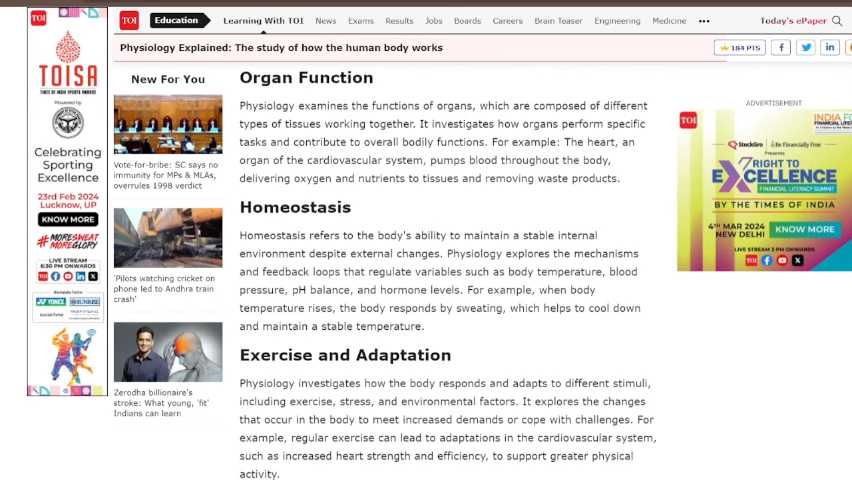 TOI
Education
Learning With TOI
News
Exams
Results
Jobs
Boards
Careers
Brain Teaser
Engineering
Medicine
•••
Today's ePaper
Physiology Explained: The study of how the human body works
184 PTS
TOI
TOISA
TIMES OF INDIA SPORTS AWARDS
Powered by
Celebrating
Sporting
Excellence
23rd Feb 2024
Lucknow, UP
KNOW MORE
#MORESWEAT
MOREGLORY
LIVE STREAM
6:30 PM ONWARDS
TOI
YONEX
SUNRISE
New For You
Vote-for-bribe: SC says no
immunity for MPs & MLAs,
overrules 1998 verdict
'Pilots watching cricket on
phone led to Andhra train
crash'
Zerodha billionaire's
stroke: What young, 'fit'
Indians can learn
Organ Function
Physiology examines the functions of organs, which are composed of different
types of tissues working together. It investigates how organs perform specific
tasks and contribute to overall bodily functions. For example: The heart, an
organ of the cardiovascular system, pumps blood throughout the body,
delivering oxygen and nutrients to tissues and removing waste products.
Homeostasis
Homeostasis refers to the body's ability to maintain a stable internal
environment despite external changes. Physiology explores the mechanisms
and feedback loops that regulate variables such as body temperature, blood
pressure, pH balance, and hormone levels. For example, when body
temperature rises, the body responds by sweating, which helps to cool down
and maintain a stable temperature.
Exercise and Adaptation
Physiology investigates how the body responds and adapts to different stimuli,
including exercise, stress, and environmental factors. It explores the changes
that occur in the body to meet increased demands or cope with challenges. For
example, regular exercise can lead to adaptations in the cardiovascular system,
such as increased heart strength and efficiency, to support greater physical
activity.
ADVERTISEMENT
TOI
INDIA
FINANCIAL
StockGro
Be Financially Free
Presents
RIGHT TO
EXCELLENCE
FINANCIAL LITERACY SUMMIT
BY THE TIMES OF INDIA
4TH MAR 2024
NEW DELHI
KNOW MORE
LIVE STREAM 3 PM ONWARDS
TOI